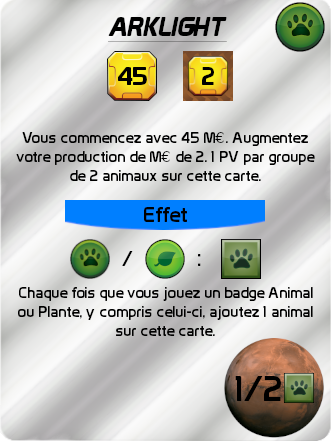 ARKLIGHT
45 2
Vous commencez avec 45 M€. Augmentez
votre production de M€ de 2. 1 PV par groupe
de 2 animaux sur cette carte.
Effet
/ :
Chaque fois que vous jouez un badge Animal
ou Plante, y compris celui-ci, ajoutez 1 animal
sur cette carte.
1/2